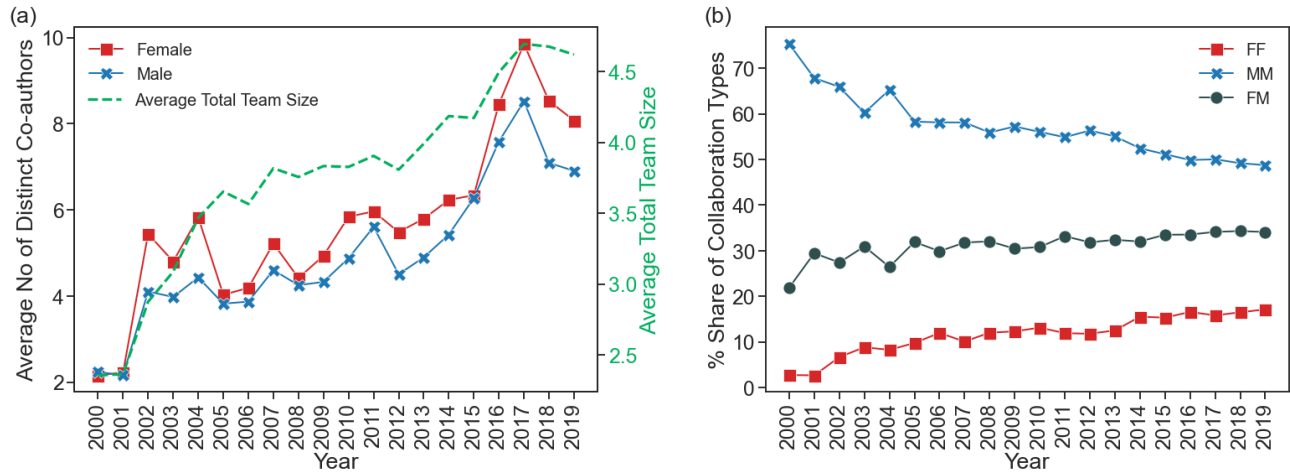 (a)
Average No of Distinct Co-authors
10
8
6
4
2
Female
Male
Average Total Team Size
4.5
4.0
3.5
3.0
2.5
Average Total Team Size
2000 2001 2002 2003 2004 2005 2006 2007 2008 2009 2010 2011 2012 2013 2014 2015 2016 2017 2018 2019
Year
(b)
% Share of Collaboration Types
70
60
50
40
30
20
10
0
FF
MM
FM
2000 2001 2002 2003 2004 2005 2006 2007 2008 2009 2010 2011 2012 2013 2014 2015 2016 2017 2018 2019
Year